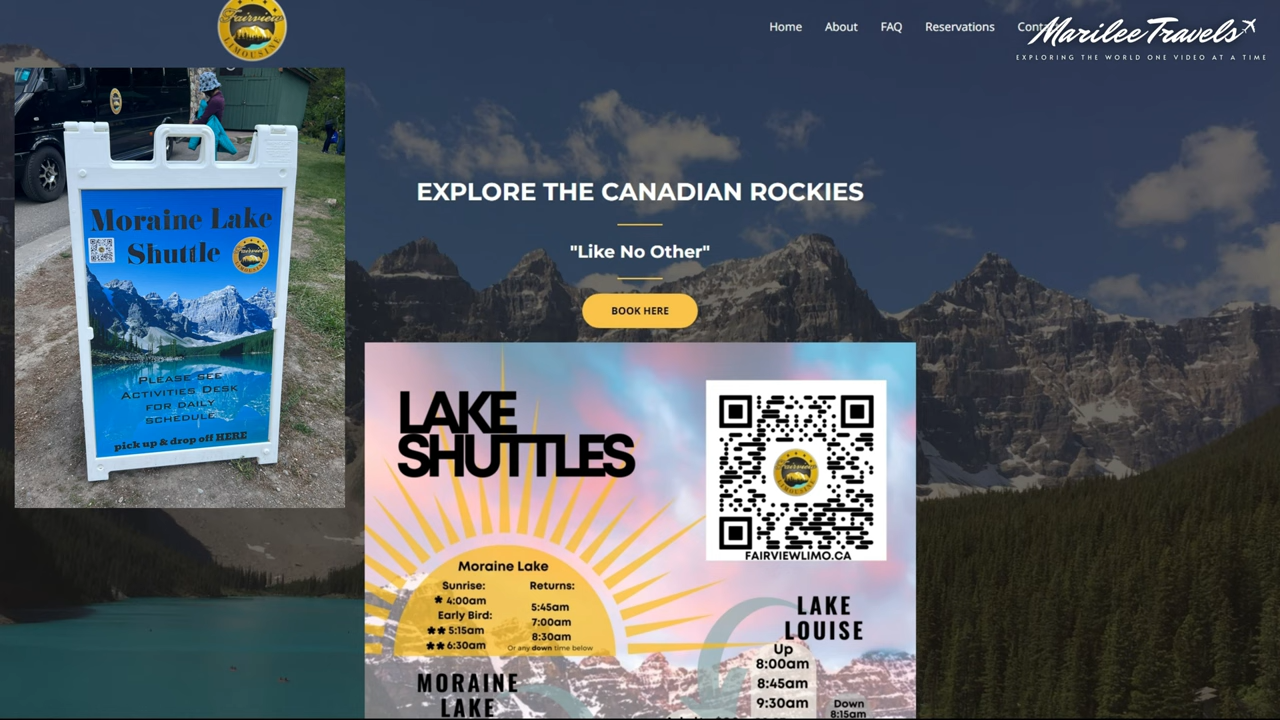 Fairview
LIMOUSINE
Home About FAQ Reservations
Marilee Travels
EXPLORING THE WORLD ONE VIDEO AT A TIME
Moraine Lake
Shuttle
PLEASE SEE
ACTIVITIES DESK
FOR DAILY
SCHEDULE
pick up & drop off HERE
EXPLORE THE CANADIAN ROCKIES
"Like No Other"
BOOK HERE
LAKE
SHUTTLES
FAIRVIEWLIMO.CA
Moraine Lake
Sunrise: Returns:
★ 4:00am 5:45am
Early Bird: 7:00am
★★ 5:15am 8:30am
★★ 6:30am Or any down time below
MORAINE
LAKE
LAKE
LOUISE
Up
8:00am
8:45am
9:30am
Down
8:15am